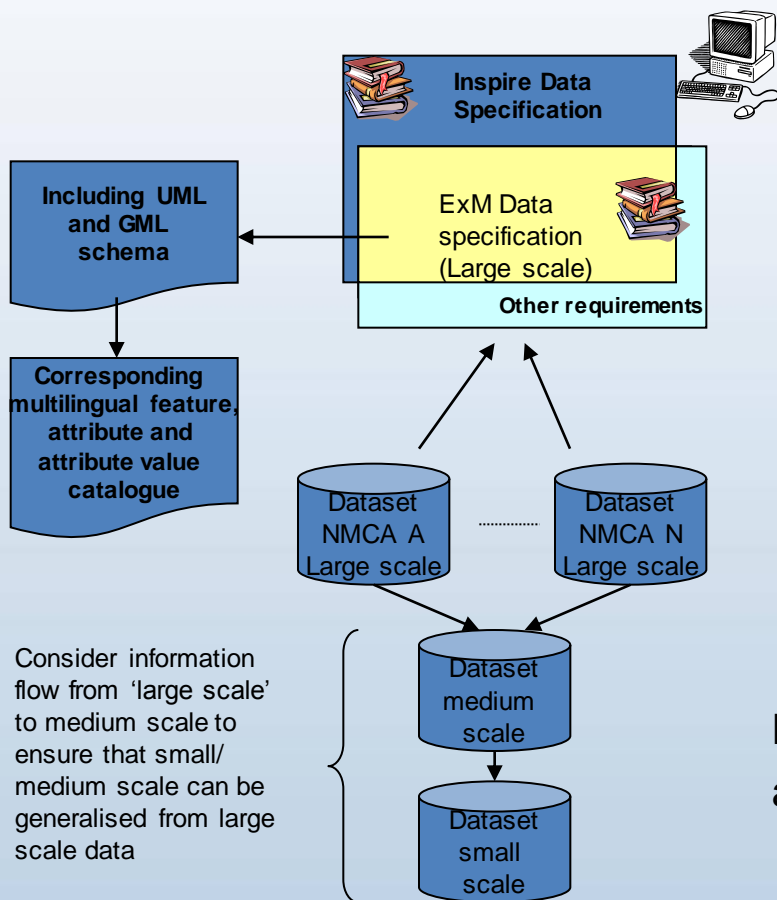 Inspire Data
Specification
Including UML
and GML
schema
ExM Data
specification
(Large scale)
Other requirements
Corresponding
multilingual feature,
attribute and
attribute value
catalogue
Dataset
NMCA A
Large scale
Dataset
NMCA N
Large scale
Consider information
flow from ‘large scale’
to medium scale to
ensure that small/
medium scale can be
generalised from large
scale data
Dataset
medium
scale
Dataset
small
scale